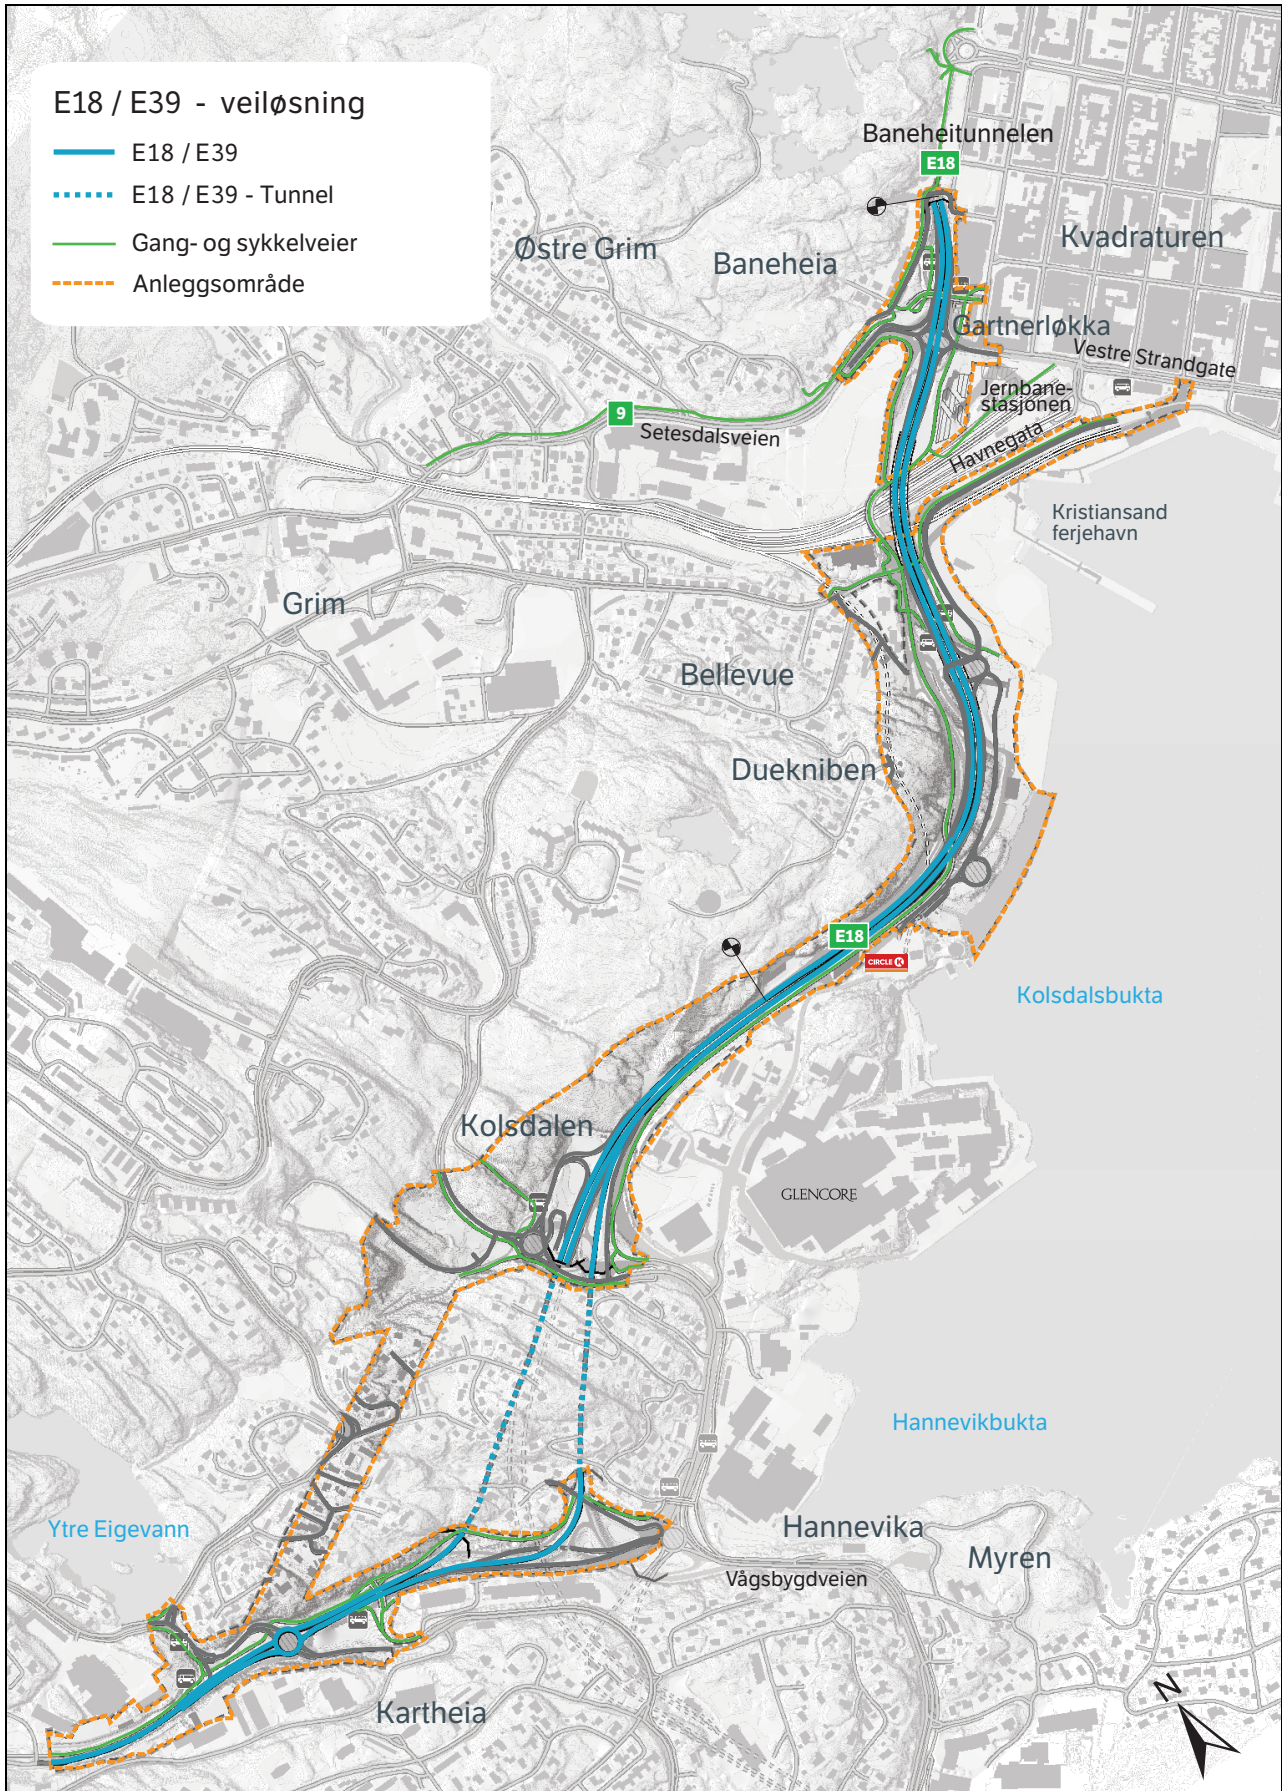 E18 / E39 - veiløsning
E18 / E39
E18 / E39 - Tunnel
Gang- og sykkelveier
Anleggsområde
Baneheitunnelen
E18
Kvadraturen
Østre Grim
Baneheia
Gartnerløkka
Vestre Strandgate
Jernbane-
stasjonen
9
Setesdalsveien
Havnegata
Kristiansand
ferjehavn
Grim
Bellevue
Duekniben
E18
CIRCLE K
Kolsdalsbukta
Kolsdalen
GLENCORE
Hannevikbukta
Ytre Eigevann
Hannevika
Myren
Vågsbygdveien
Kartheia
N